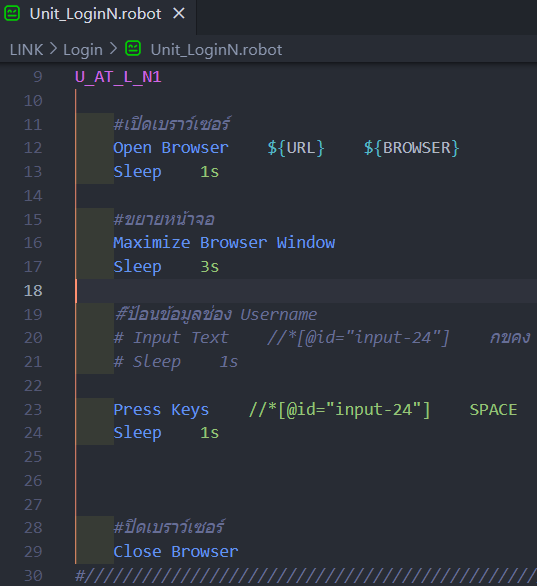 Unit_LoginN.robot ×
LINK > Login > Unit_LoginN.robot
9 U_AT_L_N1
10
11 #เปิดเบราว์เซอร์
12 Open Browser ${URL} ${BROWSER}
13 Sleep 1s
14
15 #ขยายหน้าจอ
16 Maximize Browser Window
17 Sleep 3s
18
19 #ป้อนข้อมูลช่อง Username
20 # Input Text //*[@id="input-24"] กขคง
21 # Sleep 1s
22
23 Press Keys //*[@id="input-24"] SPACE
24 Sleep 1s
25
26
27
28 #ปิดเบราว์เซอร์
29 Close Browser
30 #///////////////////////////////////////////////////////////